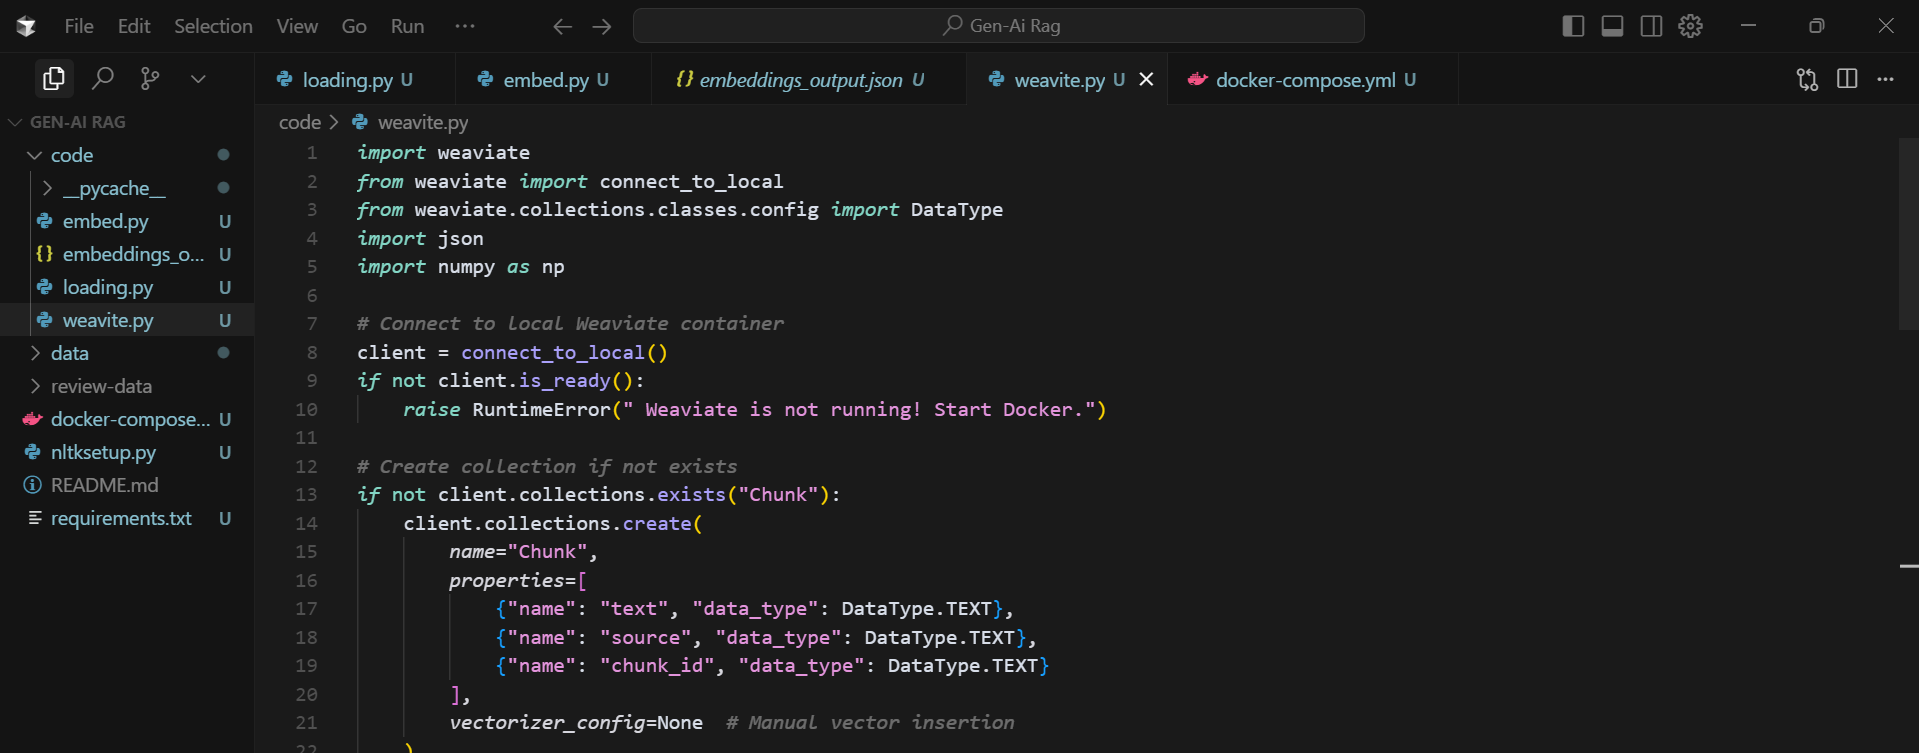 File Edit Selection View Go Run ··· Gen-Ai Rag
loading.py U embed.py U {} embeddings_output.json U weavite.py U docker-compose.yml U
GEN-AI RAG
code
__pycache__
embed.py U
{} embeddings_o... U
loading.py U
weavite.py U
data
review-data
docker-compose... U
nltksetup.py U
README.md
requirements.txt U
code > weavite.py
1 import weaviate
2 from weaviate import connect_to_local
3 from weaviate.collections.classes.config import DataType
4 import json
5 import numpy as np
6
7 # Connect to local Weaviate container
8 client = connect_to_local()
9 if not client.is_ready():
10 raise RuntimeError(" Weaviate is not running! Start Docker.")
11
12 # Create collection if not exists
13 if not client.collections.exists("Chunk"):
14 client.collections.create(
15 name="Chunk",
16 properties=[
17 {"name": "text", "data_type": DataType.TEXT},
18 {"name": "source", "data_type": DataType.TEXT},
19 {"name": "chunk_id", "data_type": DataType.TEXT}
20 ],
21 vectorizer_config=None # Manual vector insertion
22 )